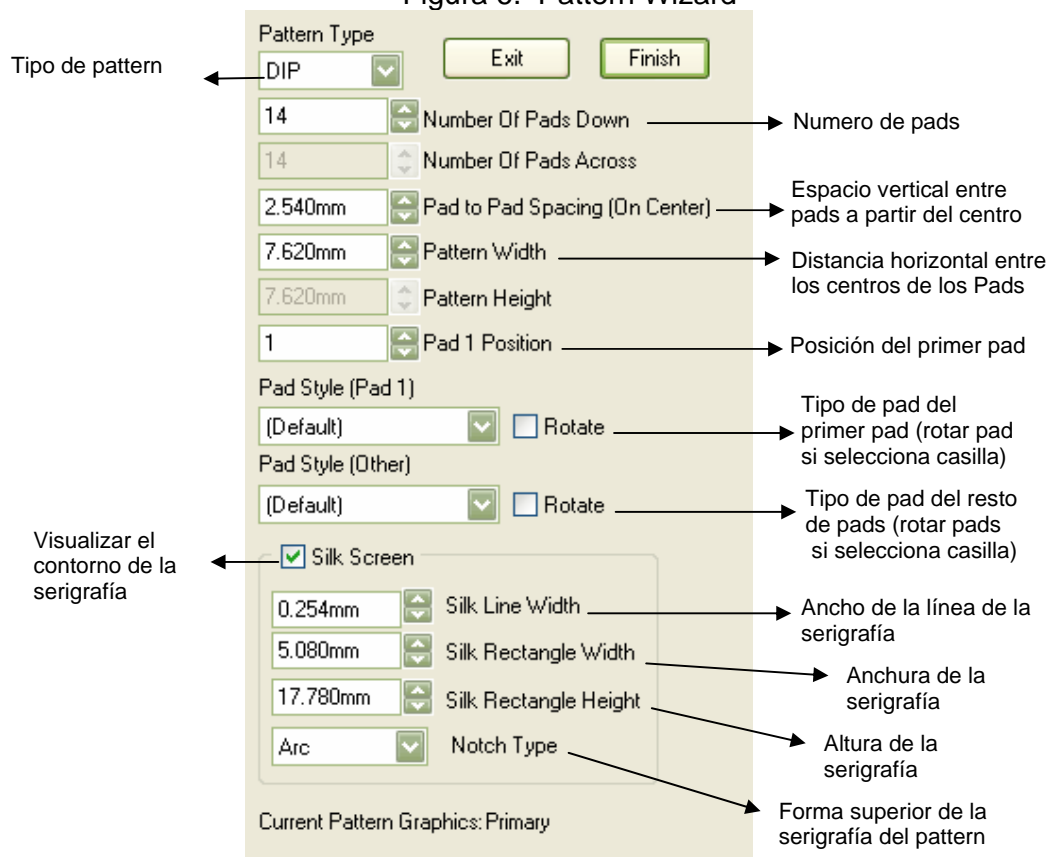 Figura 6. Pattern Wizard
Pattern Type
Exit
Finish
Tipo de pattern
DIP
14
Number Of Pads Down
Numero de pads
14
Number Of Pads Across
2.540mm
Pad to Pad Spacing (On Center)
Espacio vertical entre
pads a partir del centro
7.620mm
Pattern Width
Distancia horizontal entre
los centros de los Pads
7.620mm
Pattern Height
1
Pad 1 Position
Posición del primer pad
Pad Style (Pad 1)
(Default)
Rotate
Tipo de pad del
primer pad (rotar pad
si selecciona casilla)
Pad Style (Other)
(Default)
Rotate
Tipo de pad del resto
de pads (rotar pads
si selecciona casilla)
Visualizar el
contorno de la
serigrafía
Silk Screen
0.254mm
Silk Line Width
Ancho de la línea de la
serigrafía
5.080mm
Silk Rectangle Width
Anchura de la
serigrafía
17.780mm
Silk Rectangle Height
Altura de la
serigrafía
Arc
Notch Type
Forma superior de la
serigrafía del pattern
Current Pattern Graphics: Primary